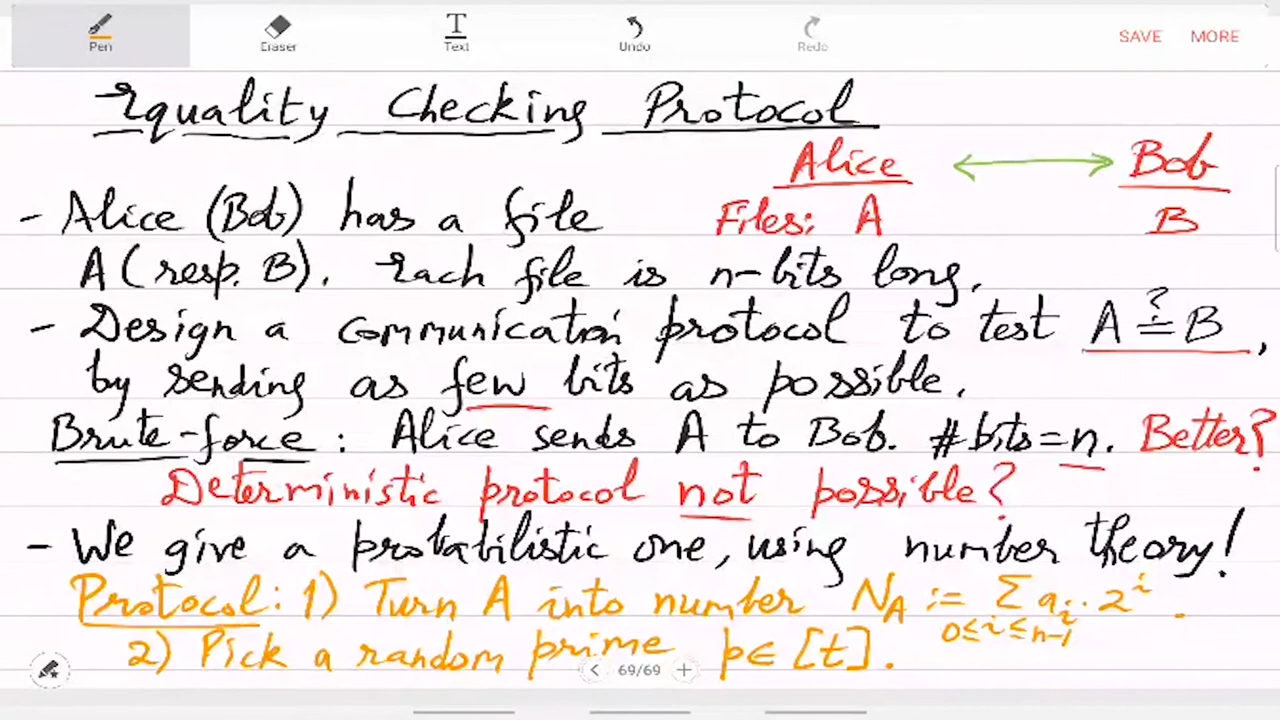 Pen Eraser Text Undo Redo SAVE MORE
Equality Checking Protocol
Alice ↔ Bob
- Alice (Bob) has a file Files: A B
A (resp. B). Each file is n-bits long.
- Design a communication protocol to test A ≟ B,
by sending as few bits as possible.
Brute-force: Alice sends A to Bob. #bits = n. Better?
Deterministic protocol not possible?
- We give a probabilistic one, using number theory!
Protocol: 1) Turn A into number N_A := Σ_{0≤i≤n-1} a_i · 2^i .
2) Pick a random prime p ∈ [t].
69/69